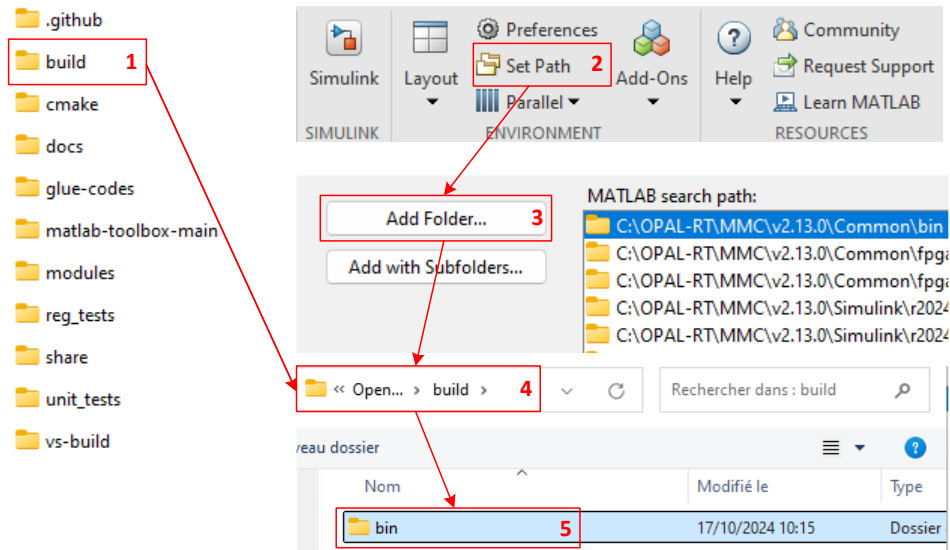 .github
build 1
cmake
docs
glue-codes
matlab-toolbox-main
modules
reg_tests
share
unit_tests
vs-build
Simulink
Layout
Preferences
Set Path 2
Parallel
Add-Ons
Help
Community
Request Support
Learn MATLAB
SIMULINK
ENVIRONMENT
RESOURCES
Add Folder... 3
Add with Subfolders...
MATLAB search path:
C:\OPAL-RT\MMC\v2.13.0\Common\bin
C:\OPAL-RT\MMC\v2.13.0\Common\fpga
C:\OPAL-RT\MMC\v2.13.0\Common\fpga
C:\OPAL-RT\MMC\v2.13.0\Simulink\r2024
C:\OPAL-RT\MMC\v2.13.0\Simulink\r2024
« Open... > build > 4
Rechercher dans : build
veau dossier
Nom Modifié le Type
bin 5 17/10/2024 10:15 Dossier